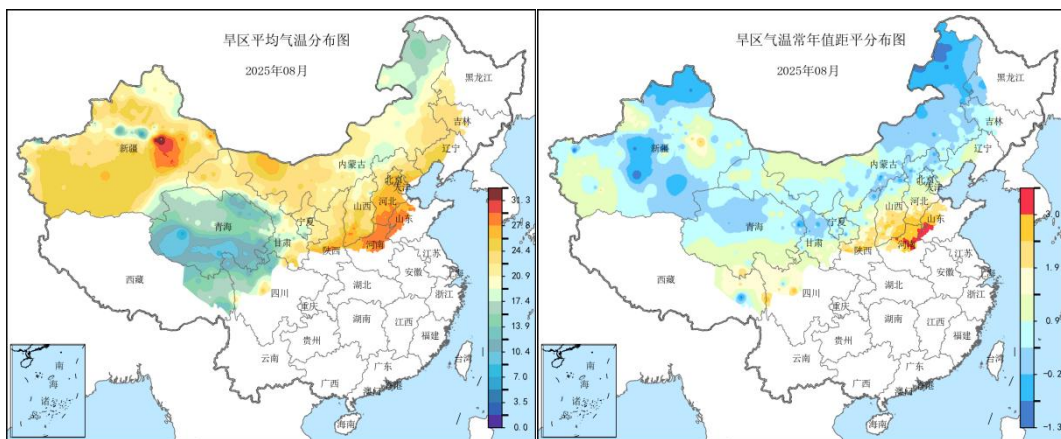 旱区平均气温分布图
2025年08月
黑龙江
吉林
辽宁
新疆
内蒙古
北京
天津
河北
山西
山东
宁夏
青海
甘肃
陕西
河南
江苏
西藏
安徽
四川
湖北
重庆
浙江
湖南
江西
贵州
福建
云南
台湾
广西
广东
海南
南
海
诸
岛
31.3
27.8
24.4
20.9
17.4
13.9
10.4
7.0
3.5
0.0
旱区气温常年值距平分布图
2025年08月
黑龙江
吉林
辽宁
新疆
内蒙古
北京
天津
河北
山西
山东
宁夏
青海
甘肃
陕西
河南
江苏
西藏
安徽
四川
湖北
重庆
浙江
湖南
江西
贵州
福建
云南
台湾
广西
广东
海南
南
海
诸
岛
3.0
1.9
0.9
-0.2